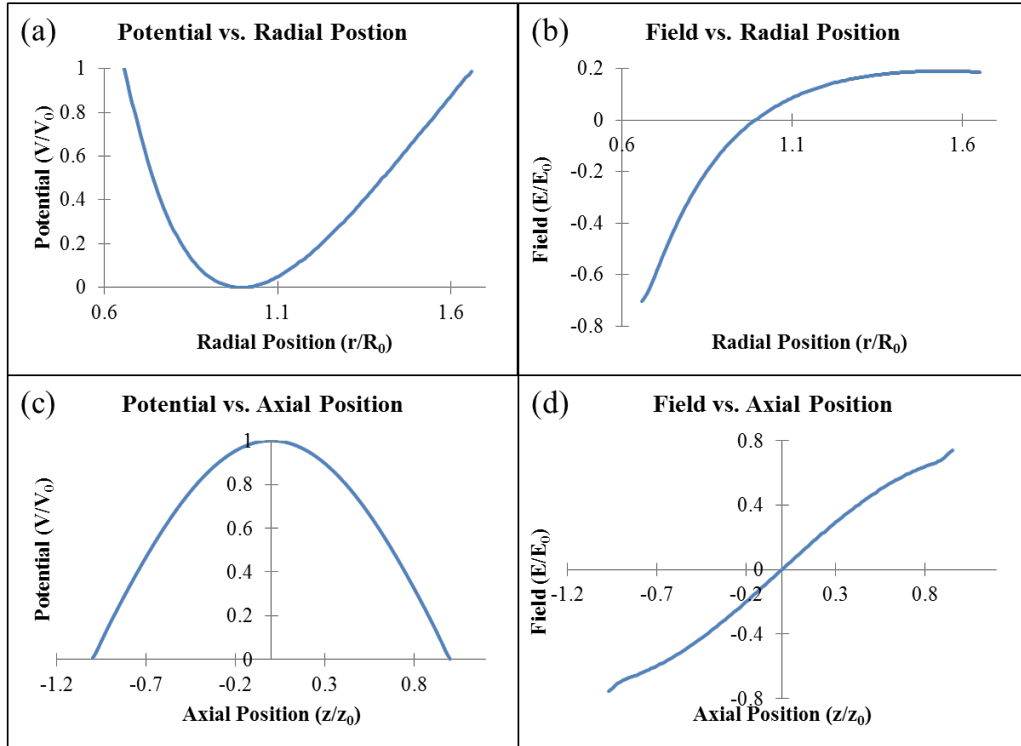 (a) Potential vs. Radial Postion
Potential (V/V₀)
1
0.8
0.6
0.4
0.2
0
0.6 1.1 1.6
Radial Position (r/R₀)
(b) Field vs. Radial Position
Field (E/E₀)
0.2
0
-0.2
-0.4
-0.6
-0.8
0.6 1.1 1.6
Radial Position (r/R₀)
(c) Potential vs. Axial Position
Potential (V/V₀)
1
0.8
0.6
0.4
0.2
0
-1.2 -0.7 -0.2 0.3 0.8
Axial Position (z/z₀)
(d) Field vs. Axial Position
Field (E/E₀)
0.8
0.4
0
-0.4
-0.8
-1.2 -0.7 -0.2 0.3 0.8
Axial Position (z/z₀)